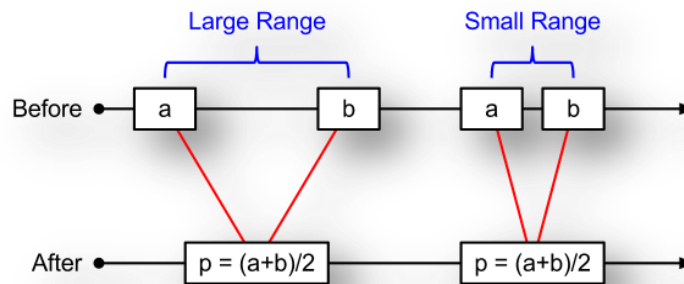 Large Range
Small Range
Before
a
b
a
b
After
p = (a+b)/2
p = (a+b)/2